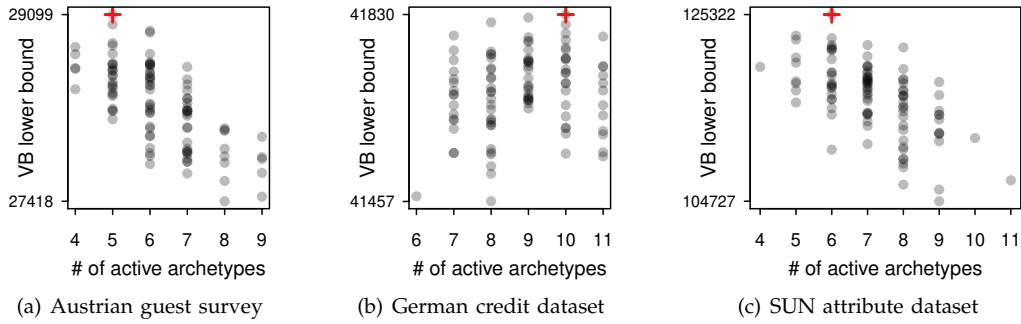 29099
VB lower bound
27418
4 5 6 7 8 9
# of active archetypes
(a) Austrian guest survey
41830
VB lower bound
41457
6 7 8 9 10 11
# of active archetypes
(b) German credit dataset
125322
VB lower bound
104727
4 5 6 7 8 9 10 11
# of active archetypes
(c) SUN attribute dataset